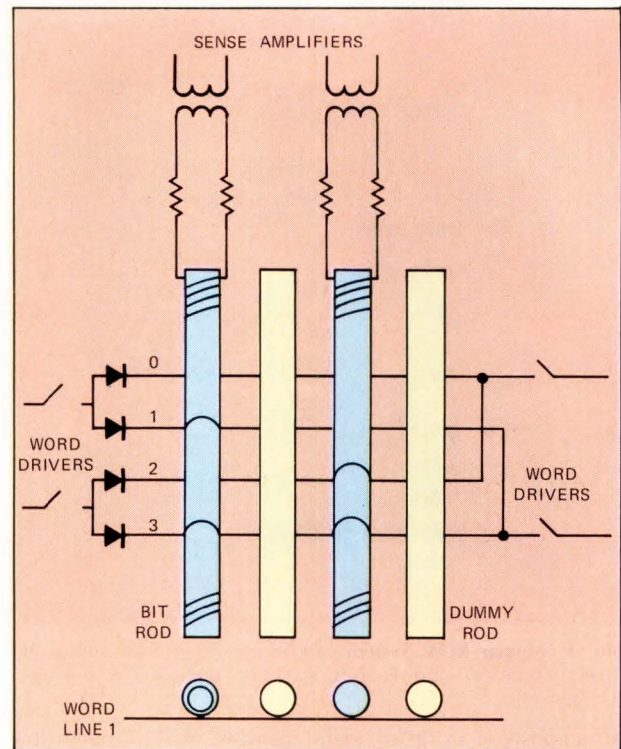 SENSE AMPLIFIERS
0
1
WORD
DRIVERS
2
WORD
DRIVERS
3
BIT
ROD
DUMMY
ROD
WORD
LINE 1